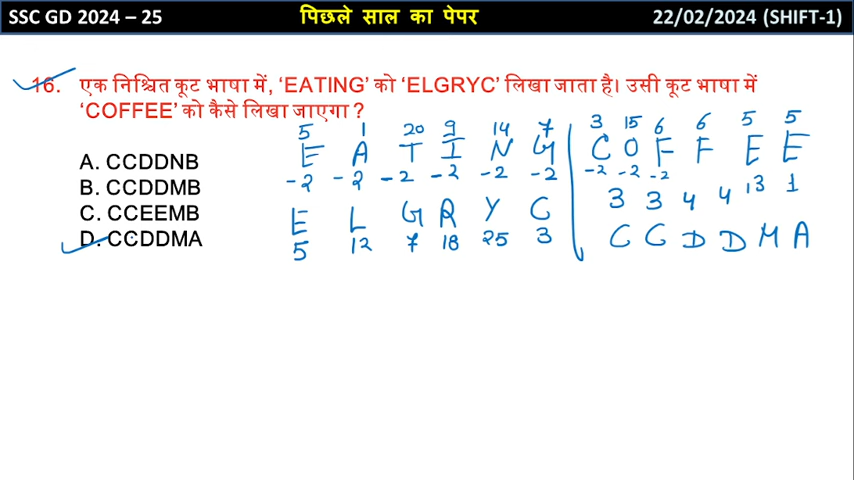 SSC GD 2024 – 25
पिछले साल का पेपर
22/02/2024 (SHIFT-1)
16. एक निश्चित कूट भाषा में, ‘EATING’ को ‘ELGRYC’ लिखा जाता है। उसी कूट भाषा में
‘COFFEE’ को कैसे लिखा जाएगा ?
A. CCDDNB
B. CCDDMB
C. CCEEMB
D. CCDDMA
5 1 20 9 14 7
E A T I N G
-2 -2 -2 -2 -2 -2
E L G R Y C
5 12 7 18 25 3
3 15 6 6 5 5
C O F F E E
-2 -2 -2
3 3 4 4 13 1
C C D D M A